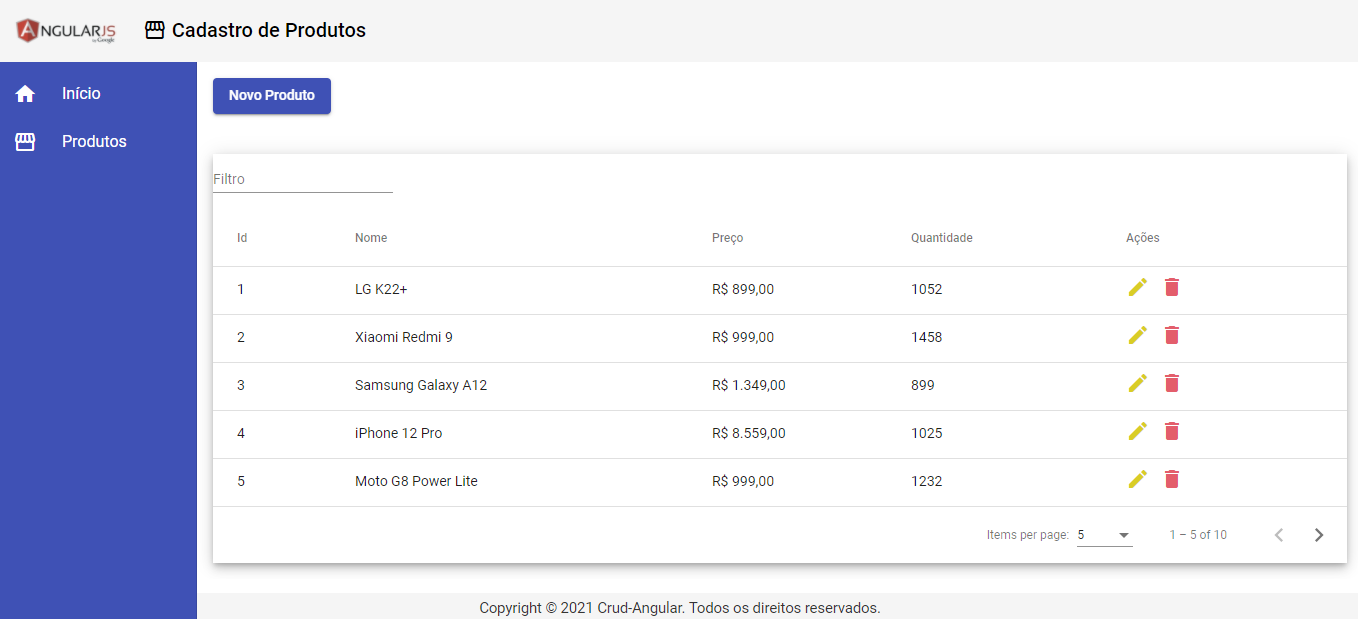 ANGULARJS
by Google
Cadastro de Produtos
Início
Produtos
Novo Produto
Filtro
Id Nome Preço Quantidade Ações
1 LG K22+ R$ 899,00 1052
2 Xiaomi Redmi 9 R$ 999,00 1458
3 Samsung Galaxy A12 R$ 1.349,00 899
4 iPhone 12 Pro R$ 8.559,00 1025
5 Moto G8 Power Lite R$ 999,00 1232
Items per page: 5 1 – 5 of 10
Copyright © 2021 Crud-Angular. Todos os direitos reservados.